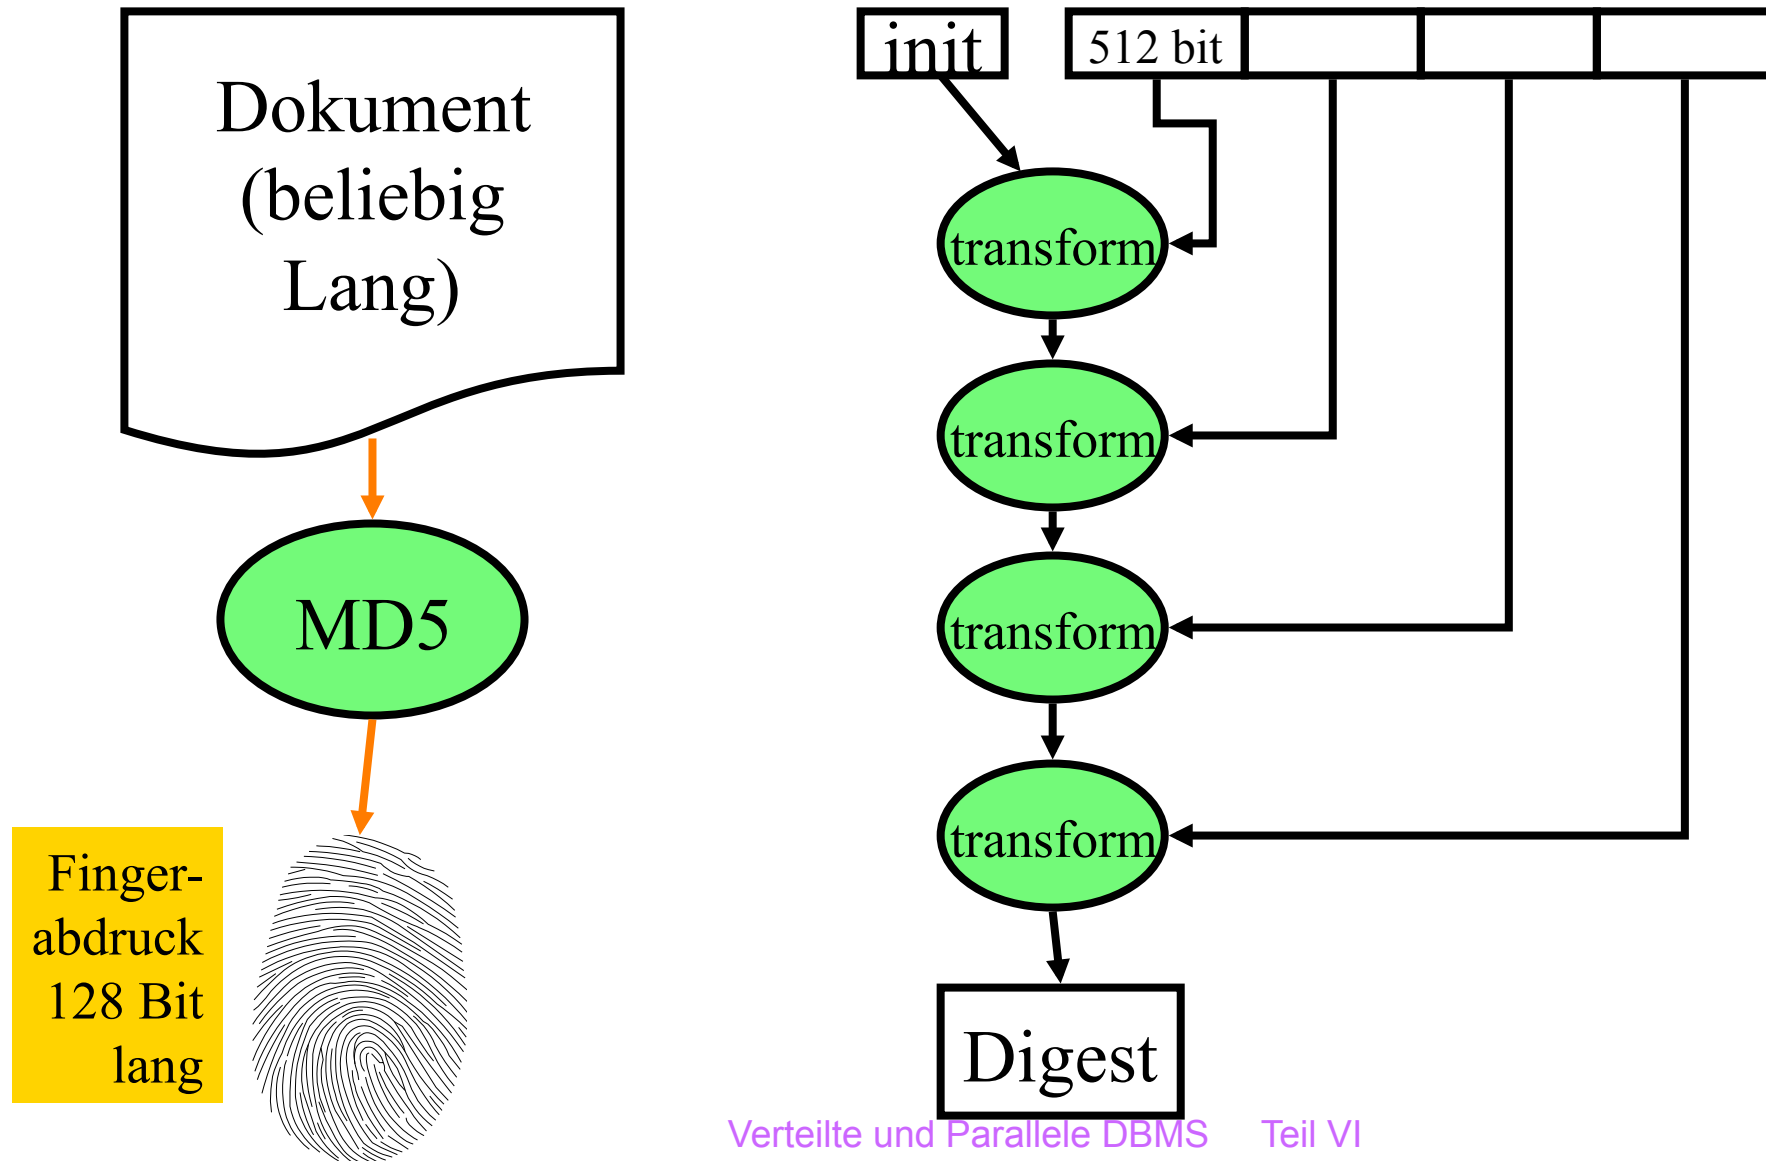 Dokument
(beliebig
Lang)
MD5
Finger-
abdruck
128 Bit
lang
init
512 bit
transform
transform
transform
transform
Digest
Verteilte und Parallele DBMS Teil VI